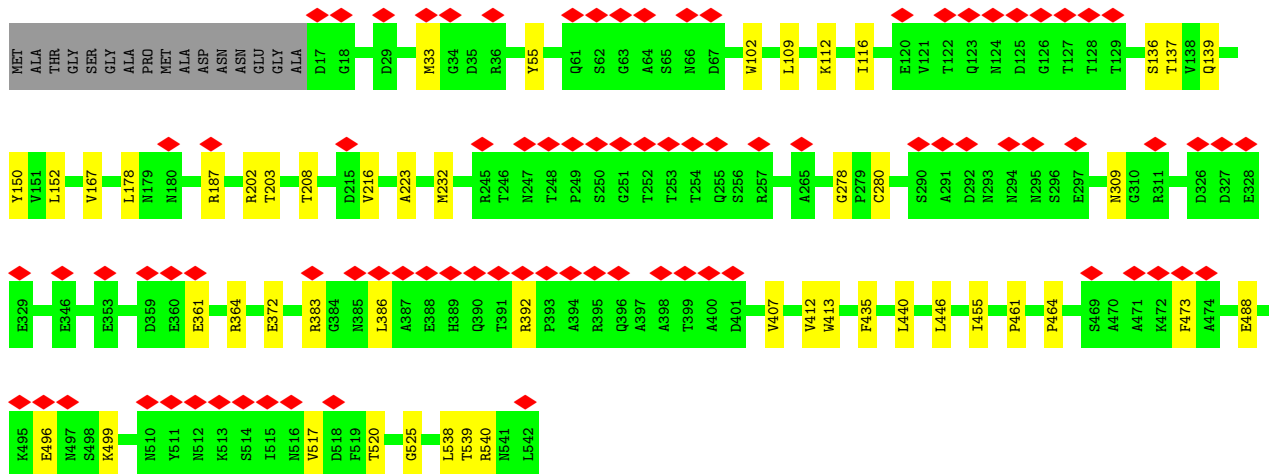 MET ALA THR GLY SER GLY ALA PRO MET ALA ASP ASN ASN GLU GLY ALA D17 G18 D29 M33 G34 D35 R36 Y55 Q61 S62 G63 A64 S65 N66 D67 W102 L109 K112 I116 E120 V121 T122 Q123 N124 D125 G126 T127 T128 T129 S136 T137 V138 Q139
Y150 V151 L152 V167 L178 N179 N180 R187 R202 T203 T208 D215 V216 A223 M232 R245 T246 N247 T248 P249 S250 G251 T252 T253 T254 Q255 S256 R257 A265 G278 P279 C280 S290 A291 D292 N293 N294 N295 S296 E297 N309 G310 R311 D326 D327 E328
E329 E346 E353 D359 E360 E361 R364 E372 R383 G384 N385 L386 A387 E388 H389 Q390 T391 R392 P393 A394 R395 Q396 A397 A398 T399 A400 D401 V407 V412 W413 F435 L440 L446 I455 P461 P464 S469 A470 A471 K472 F473 A474 E488
K495 E496 N497 S498 K499 N510 Y511 N512 K513 S514 I515 N516 V517 D518 F519 T520 G525 L538 T539 R540 N541 L542